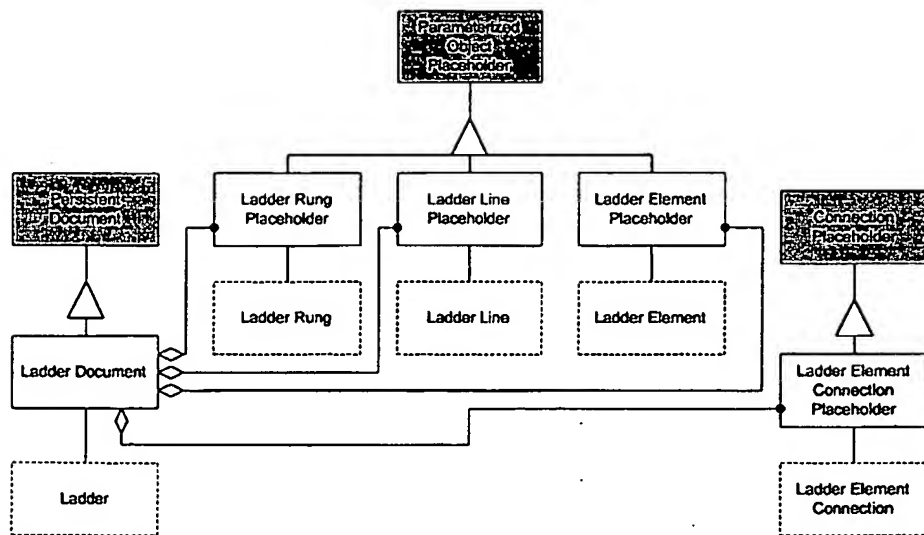 Parameterized
Object
Placeholder
Persistent
Document
Ladder Rung
Placeholder
Ladder Line
Placeholder
Ladder Element
Placeholder
Connection
Placeholder
Ladder Rung
Ladder Line
Ladder Element
Ladder Document
Ladder Element
Connection
Placeholder
Ladder
Ladder Element
Connection